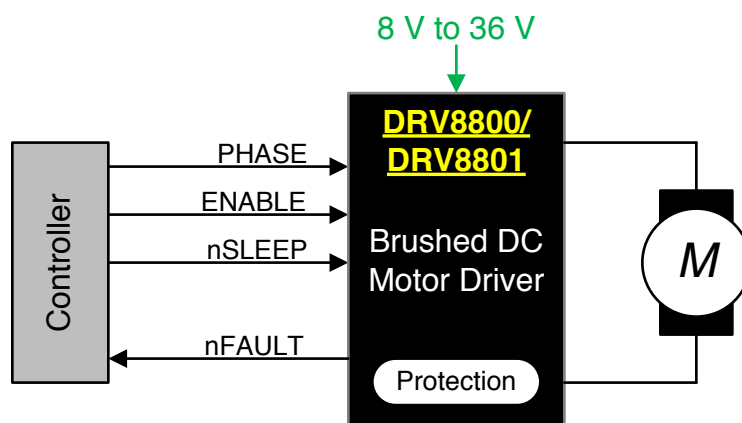 8 V to 36 V
DRV8800/
DRV8801
PHASE
ENABLE
nSLEEP
nFAULT
Controller
Brushed DC
Motor Driver
Protection
M